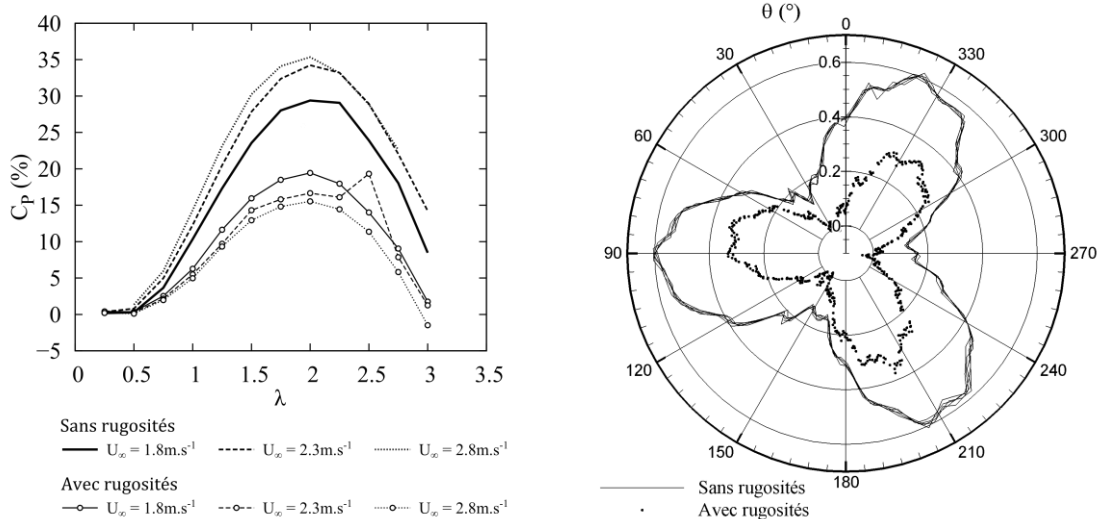 40
35
30
25
20
15
10
5
0
−5
C_P (%)
0 0.5 1 1.5 2 2.5 3 3.5
λ
Sans rugosités
U∞ = 1.8m.s⁻¹ U∞ = 2.3m.s⁻¹ U∞ = 2.8m.s⁻¹
Avec rugosités
U∞ = 1.8m.s⁻¹ U∞ = 2.3m.s⁻¹ U∞ = 2.8m.s⁻¹
θ (°)
0
30
330
0.6
60
300
0.4
0.2
0
90
270
120
240
150
210
180
Sans rugosités
Avec rugosités